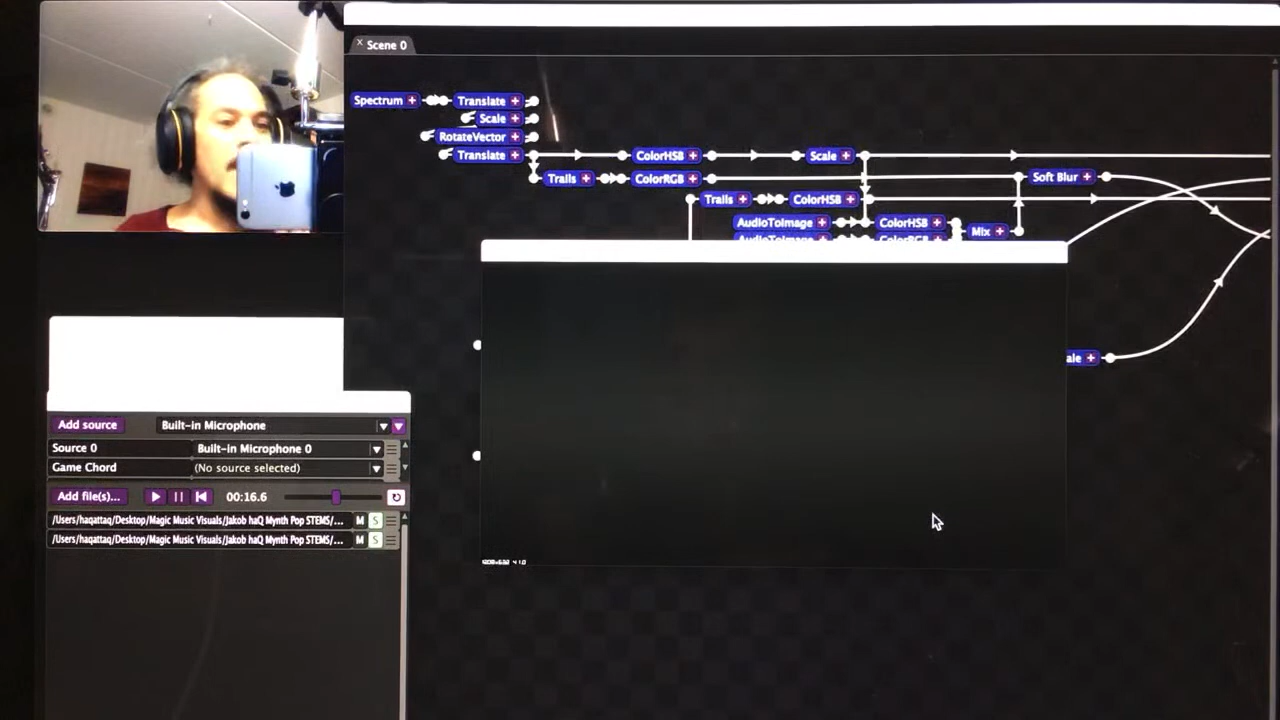 Scene 0
Spectrum + Translate +
Scale +
RotateVector +
Translate + ColorHSB + Scale +
Trails + ColorRGB + Soft Blur +
Trails + ColorHSB +
AudioToImage + ColorHSB + Mix +
AudioToImage + ColorRGB +
ale +
Add source Built-in Microphone
Source 0 Built-in Microphone 0
Game Chord (No source selected)
Add file(s)... 00:16.6
/Users/haqattaq/Desktop/Magic Music Visuals/Jakob haQ Mynth Pop STEMS/... M S
/Users/haqattaq/Desktop/Magic Music Visuals/Jakob haQ Mynth Pop STEMS/... M S